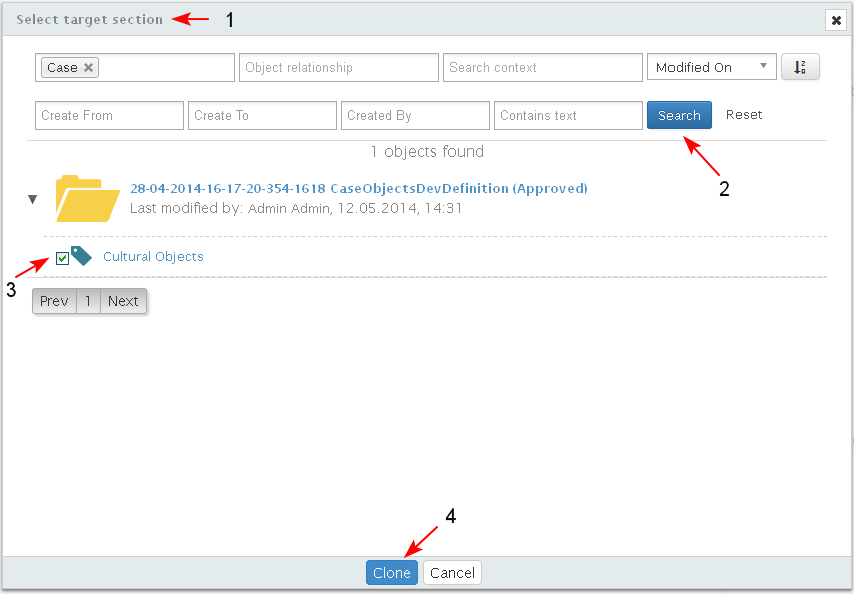 Select target section 1
Case Object relationship Search context Modified On
Create From Create To Created By Contains text Search Reset
1 objects found
2
28-04-2014-16-17-20-354-1618 CaseObjectsDevDefinition (Approved)
Last modified by: Admin Admin, 12.05.2014, 14:31
Cultural Objects
3
Prev 1 Next
4
Clone Cancel